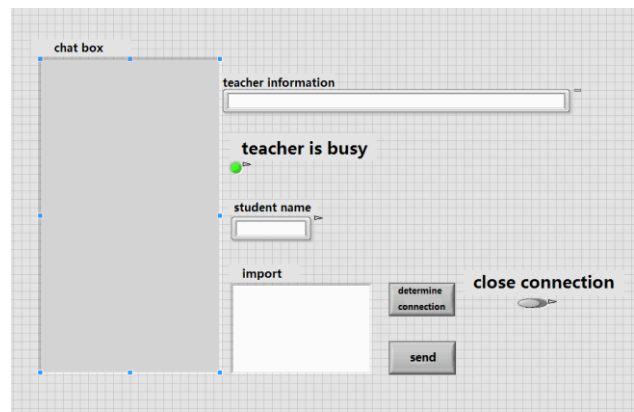 chat box
teacher information
teacher is busy
student name
import
determine
connection
close connection
send